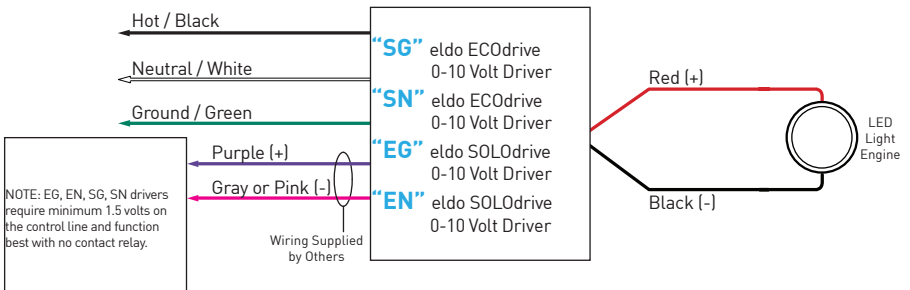 Hot / Black
Neutral / White
Ground / Green
Purple (+)
Gray or Pink (-)
NOTE: EG, EN, SG, SN drivers
require minimum 1.5 volts on
the control line and function
best with no contact relay.
Wiring Supplied
by Others
“SG” eldo ECOdrive
0-10 Volt Driver
“SN” eldo ECOdrive
0-10 Volt Driver
“EG” eldo SOLOdrive
0-10 Volt Driver
“EN” eldo SOLOdrive
0-10 Volt Driver
Red (+)
Black (-)
LED
Light
Engine